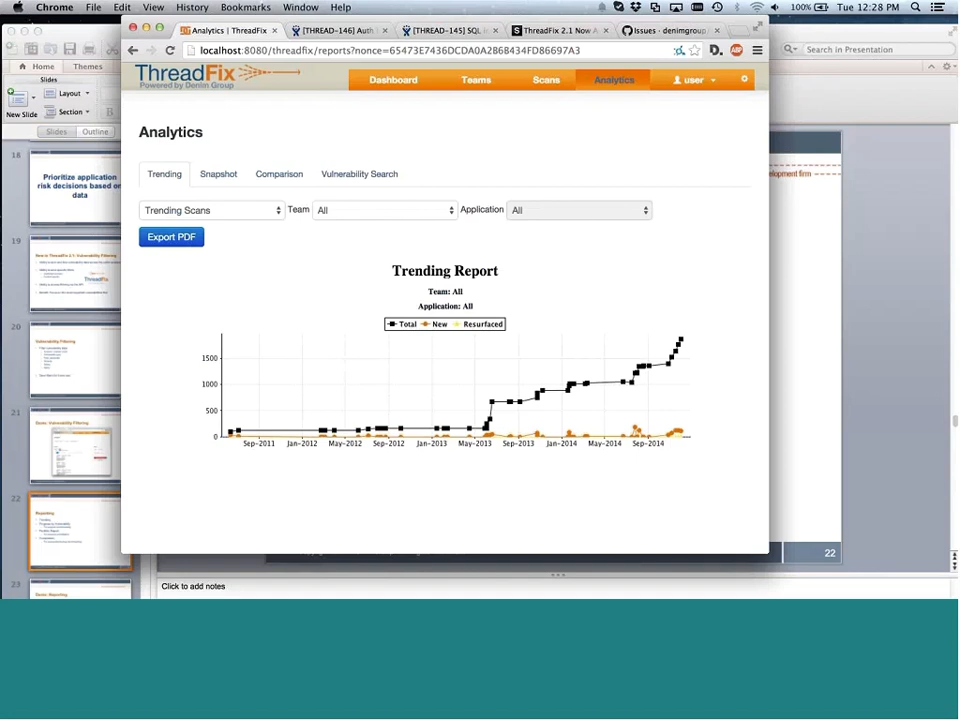 Chrome File Edit View History Bookmarks Window Help 100% Tue 12:28 PM
Analytics | ThreadFix × [THREAD-146] Auth × [THREAD-145] SQL × ThreadFix 2.1 Now A × Issues · denimgroup ×
localhost:8080/threadfix/reports?nonce=65473E7436DCDA0A2B68434FD86697A3
Search in Presentation
Home Themes
Slides
New Slide
Layout
Section
B
Slides Outline
ThreadFix
Powered by Denim Group
Dashboard Teams Scans Analytics user
Analytics
Trending Snapshot Comparison Vulnerability Search
Trending Scans Team All Application All
Export PDF
Trending Report
Team: All
Application: All
Total New Resurfaced
1500
1000
500
0
Sep-2011 Jan-2012 May-2012 Sep-2012 Jan-2013 May-2013 Sep-2013 Jan-2014 May-2014 Sep-2014
18
Prioritize application
risk decisions based on
data
19
20
Vulnerability Filtering
21
22
Reporting
23
velopment firm
22
Click to add notes